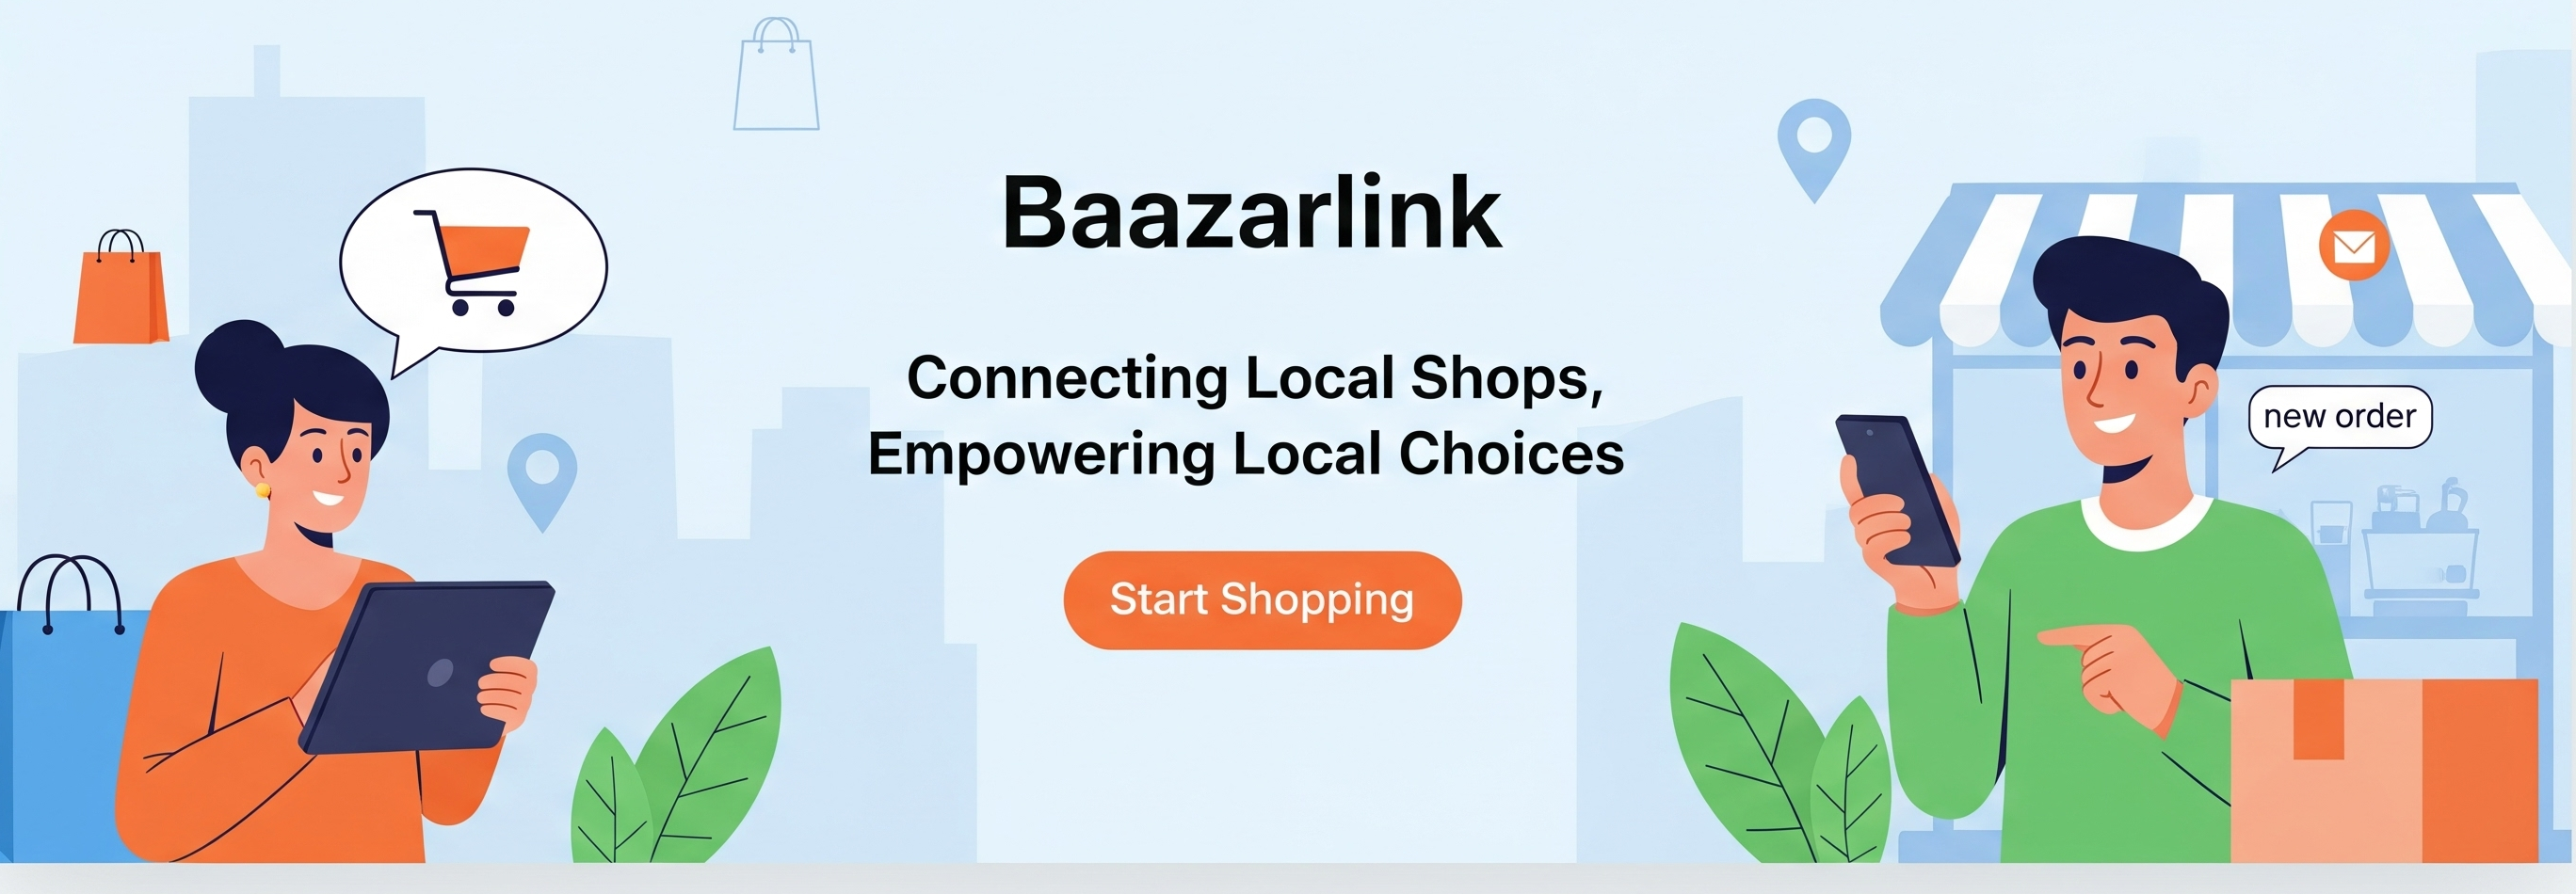 Baazarlink
Connecting Local Shops,
Empowering Local Choices
Start Shopping
new order